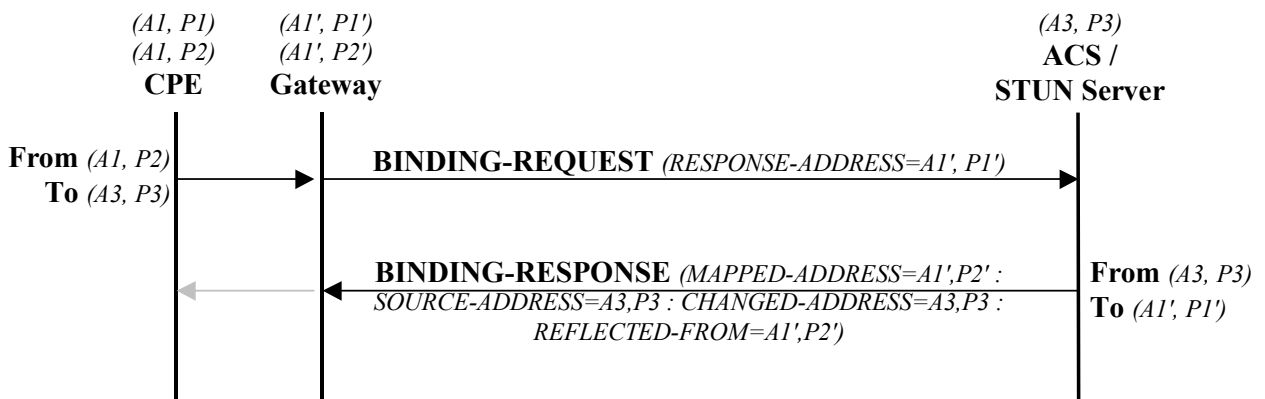 (A1, P1)
(A1, P2)
CPE
(A1', P1')
(A1', P2')
Gateway
(A3, P3)
ACS /
STUN Server
From (A1, P2)
To (A3, P3)
BINDING-REQUEST (RESPONSE-ADDRESS=A1', P1')
BINDING-RESPONSE (MAPPED-ADDRESS=A1',P2' :
SOURCE-ADDRESS=A3,P3 : CHANGED-ADDRESS=A3,P3 :
REFLECTED-FROM=A1',P2')
From (A3, P3)
To (A1', P1')